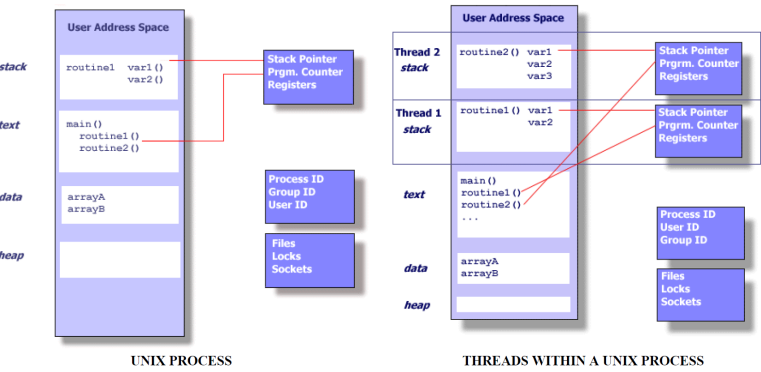 User Address Space
stack
routine1 var1()
var2()
Stack Pointer
Prgm. Counter
Registers
text
main()
routine1()
routine2()
Process ID
Group ID
User ID
data
arrayA
arrayB
Files
Locks
Sockets
heap
UNIX PROCESS
User Address Space
Thread 2
stack
routine2() var1
var2
var3
Stack Pointer
Prgrm. Counter
Registers
Thread 1
stack
routine1() var1
var2
Stack Pointer
Prgrm. Counter
Registers
text
main()
routine1()
routine2()
...
Process ID
User ID
Group ID
data
arrayA
arrayB
Files
Locks
Sockets
heap
THREADS WITHIN A UNIX PROCESS